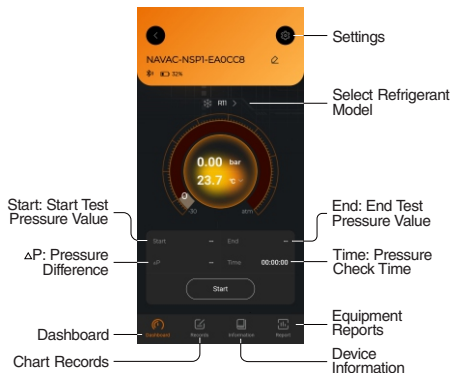 NAVAC-NSP1-EA0CC8
32%
Settings
R11
Select Refrigerant
Model
0.00 bar
23.7 °C
0
-30
atm
Start: Start Test
Pressure Value
End: End Test
Pressure Value
Start -- End --
△P: Pressure
Difference
△P -- Time 00:00:00
Time: Pressure
Check Time
Start
Dashboard
Records
Information
Report
Equipment
Reports
Dashboard
Chart Records
Device
Information